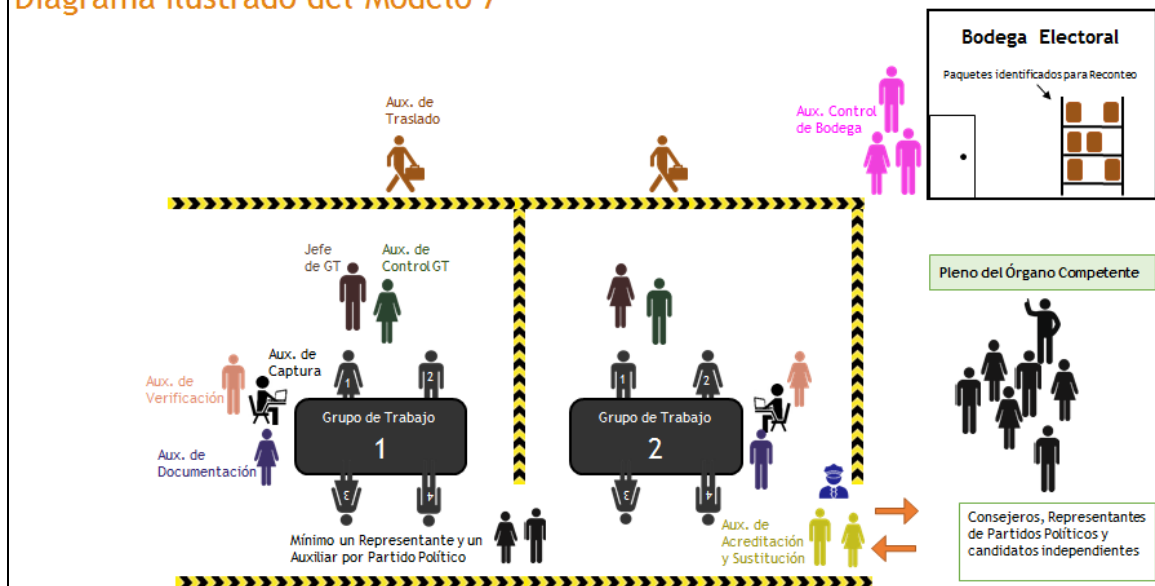 Diagrama Ilustrado del Modelo 7
Bodega Electoral
Paquetes identificados para Reconteo
Aux. de
Traslado
Aux. Control
de Bodega
Jefe
de GT
Aux. de
Control GT
Pleno del Órgano Competente
Aux. de
Captura
Aux. de
Verificación
1
2
Grupo de Trabajo
1
3
4
Aux. de
Documentación
1
2
Grupo de Trabajo
2
3
4
Mínimo un Representante y un
Auxiliar por Partido Político
Aux. de
Acreditación
y Sustitución
Consejeros, Representantes
de Partidos Políticos y
candidatos independientes